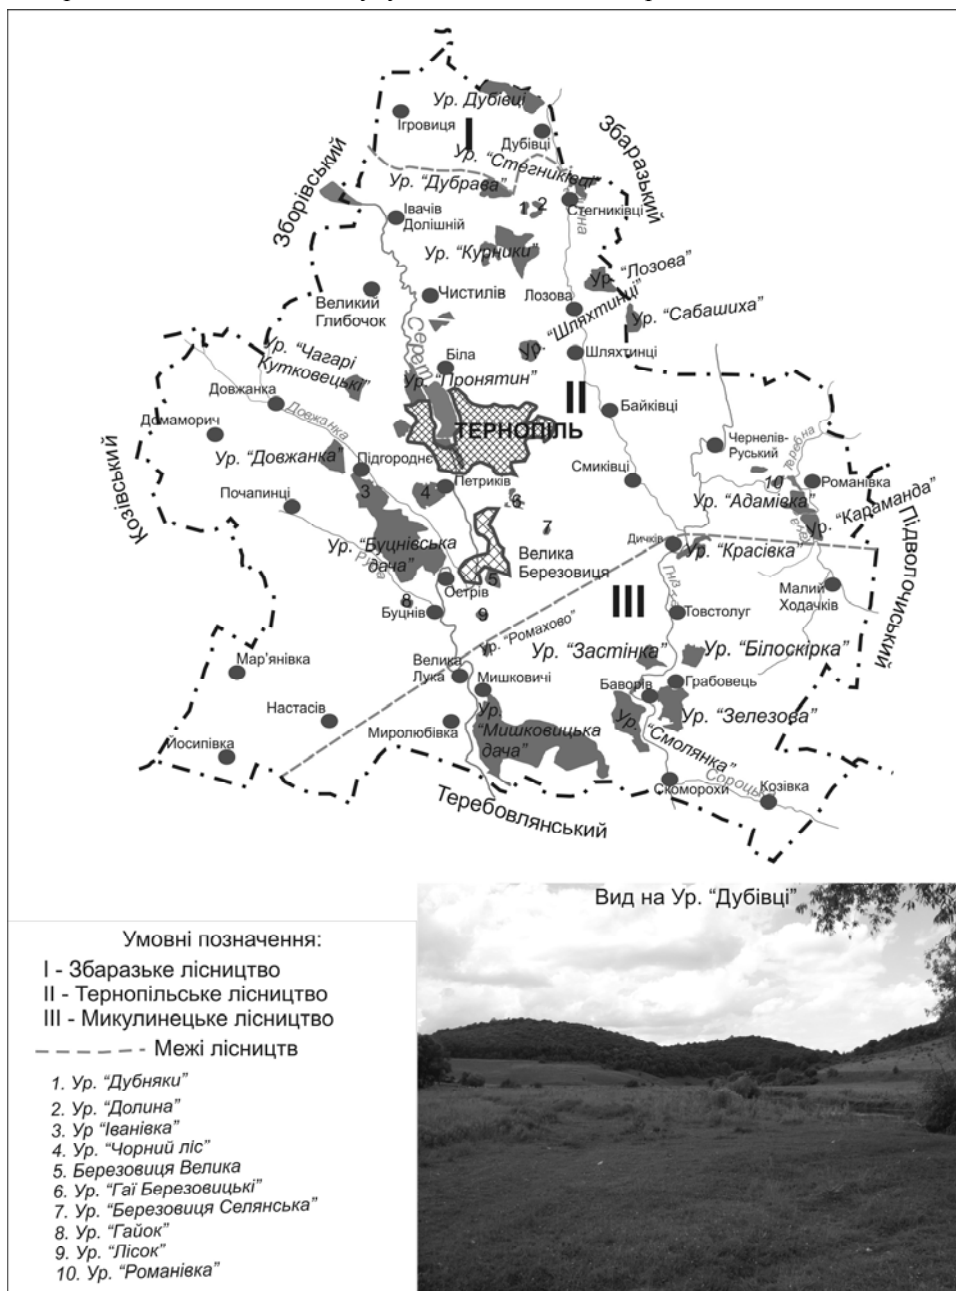 Ур. Дубівці
Ігровиця
I
Дубівці
Збаразький
Ур. "Стегниківці"
Ур. "Дубрава"
Зборівський
1
2
Стегниківці
Івачів
Долішній
Ур. "Курники"
Ур. "Лозова"
Великий
Глибочок
Чистилів
Лозова
Ур. "Шляхтинці"
Ур. "Сабашиха"
Серет
Ур. "Чагарі
Кутковецькі"
Біла
Шляхтинці
Ур. "Пронятин"
II
Довжанка
Довжанка
Байківці
ТЕРНОПІЛЬ
Домаморич
Чернелів-
Руський
Теребна
Козівський
Ур. "Довжанка"
Підгороднє
Смиківці
10
Романівка
3
4
Петриків
6
Ур. "Адамівка"
Ур. "Караманда"
Почапинці
7
Підволочиський
Ур. "Буцнівська
дача"
Велика
Березовиця
Дичків
Ур. "Красівка"
Острів
5
III
Малий
Ходачків
8
Буцнів
9
Товстолуг
Ур. "Ромахово"
Ур. "Застінка"
Ур. "Білоскірка"
Мар'янівка
Велика
Лука
Мишковичі
Баворів
Грабовець
Настасів
Миролюбівка
Ур.
"Мишковицька
дача"
Ур.
"Смолянка"
Ур. "Зелезова"
Йосипівка
Скоморохи
Козівка
Теребовлянський
Вид на Ур. "Дубівці"
Умовні позначення:
I - Збаразьке лісництво
II - Тернопільське лісництво
III - Микулинецьке лісництво
Межі лісництв
1. Ур. "Дубняки"
2. Ур. "Долина"
3. Ур "Іванівка"
4. Ур. "Чорний ліс"
5. Березовиця Велика
6. Ур. "Гаї Березовицькі"
7. Ур. "Березовиця Селянська"
8. Ур. "Гайок"
9. Ур. "Лісок"
10. Ур. "Романівка"